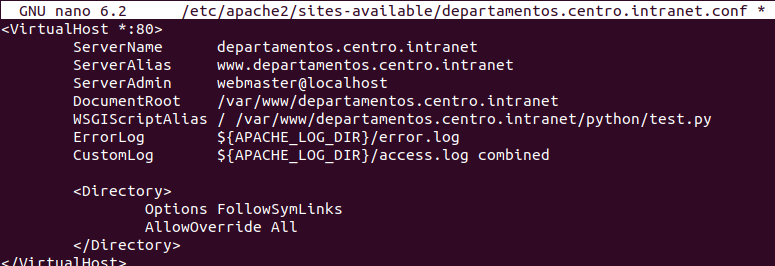 GNU nano 6.2 /etc/apache2/sites-available/departamentos.centro.intranet.conf *
<VirtualHost *:80>
ServerName departamentos.centro.intranet
ServerAlias www.departamentos.centro.intranet
ServerAdmin webmaster@localhost
DocumentRoot /var/www/departamentos.centro.intranet
WSGIScriptAlias / /var/www/departamentos.centro.intranet/python/test.py
ErrorLog ${APACHE_LOG_DIR}/error.log
CustomLog ${APACHE_LOG_DIR}/access.log combined
<Directory>
Options FollowSymLinks
AllowOverride All
</Directory>
</VirtualHost>